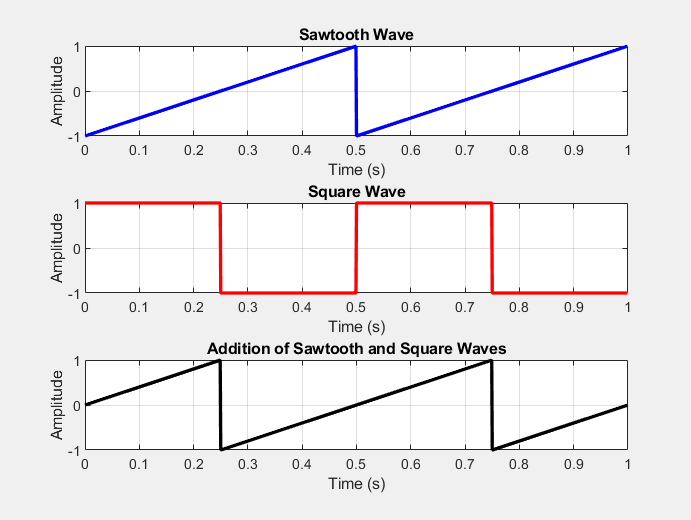 Sawtooth Wave
1
0
-1
Amplitude
0 0.1 0.2 0.3 0.4 0.5 0.6 0.7 0.8 0.9 1
Time (s)
Square Wave
1
0
-1
Amplitude
0 0.1 0.2 0.3 0.4 0.5 0.6 0.7 0.8 0.9 1
Time (s)
Addition of Sawtooth and Square Waves
1
0
-1
Amplitude
0 0.1 0.2 0.3 0.4 0.5 0.6 0.7 0.8 0.9 1
Time (s)